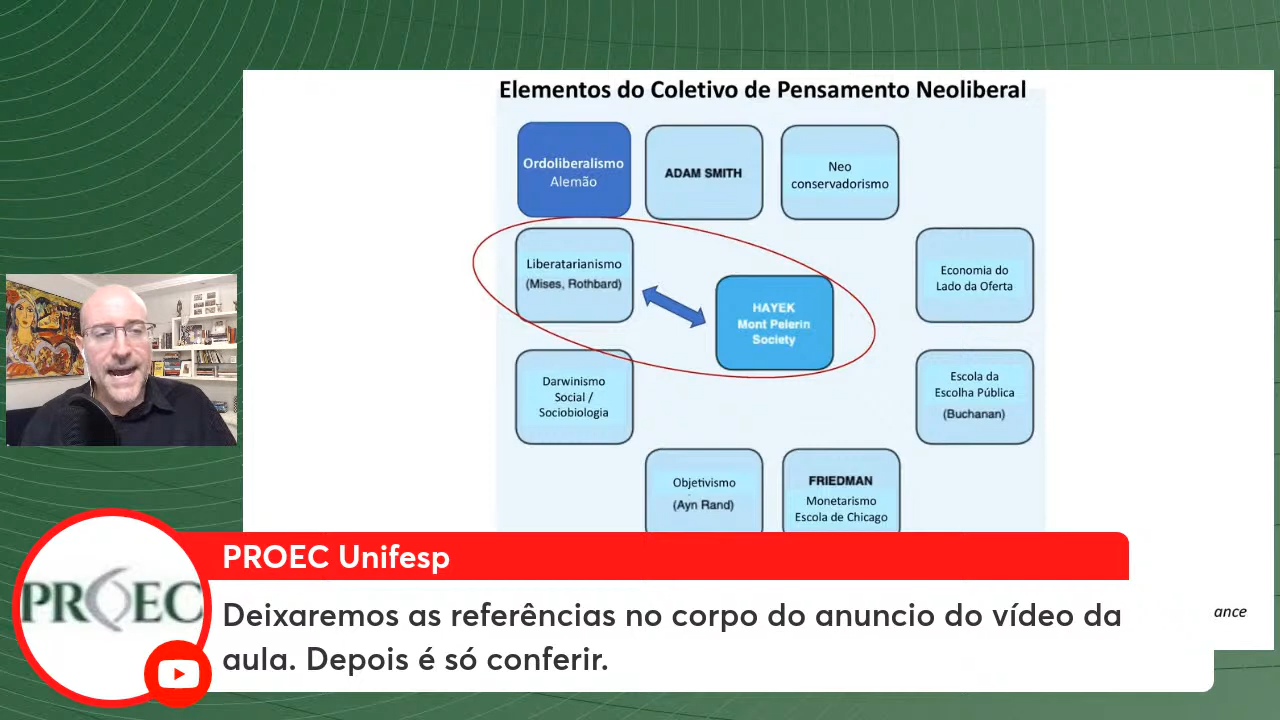 Elementos do Coletivo de Pensamento Neoliberal
Ordoliberalismo
Alemão
ADAM SMITH
Neo
conservadorismo
Liberatarianismo
(Mises, Rothbard)
HAYEK
Mont Pelerin
Society
Economia do
Lado da Oferta
Darwinismo
Social /
Sociobiologia
Escola da
Escolha Pública
(Buchanan)
Objetivismo
(Ayn Rand)
FRIEDMAN
Monetarismo
Escola de Chicago
ance
PROEC
PROEC Unifesp
Deixaremos as referências no corpo do anuncio do vídeo da
aula. Depois é só conferir.